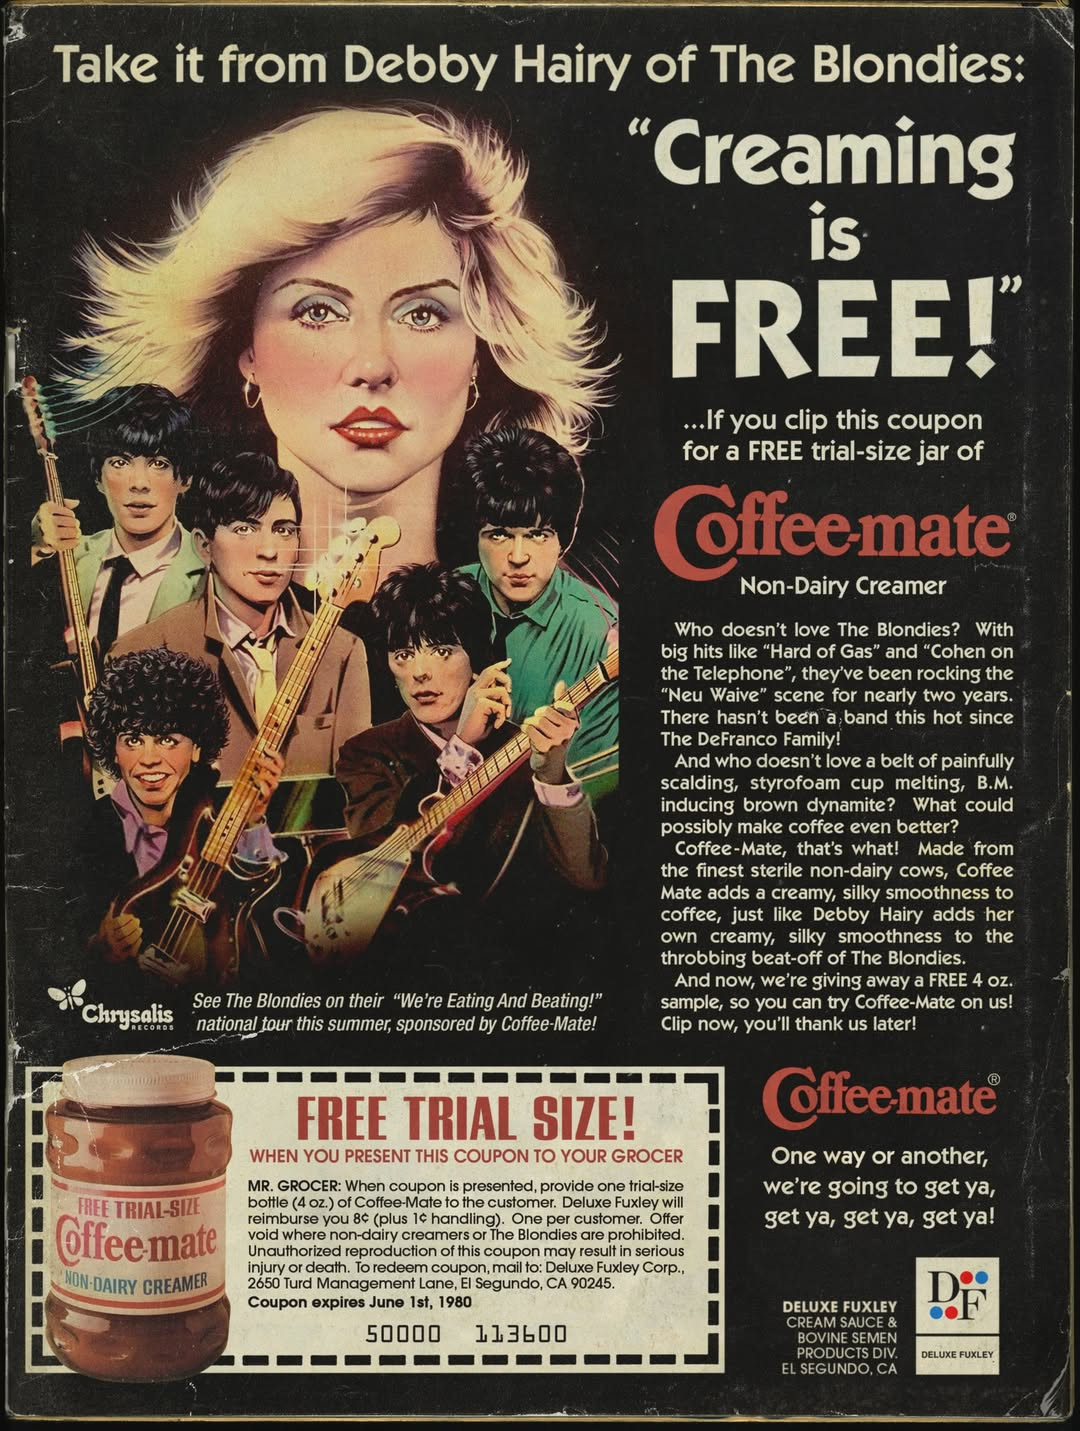 Take it from Debby Hairy of The Blondies:
“Creaming
is
FREE!”
...If you clip this coupon
for a FREE trial-size jar of
Coffee-mate®
Non-Dairy Creamer
Who doesn’t love The Blondies? With
big hits like “Hard of Gas” and “Cohen on
the Telephone”, they’ve been rocking the
“Neu Waive” scene for nearly two years.
There hasn’t been a band this hot since
The DeFranco Family!
And who doesn’t love a belt of painfully
scalding, styrofoam cup melting, B.M.
inducing brown dynamite? What could
possibly make coffee even better?
Coffee-Mate, that’s what! Made from
the finest sterile non-dairy cows, Coffee
Mate adds a creamy, silky smoothness to
coffee, just like Debby Hairy adds her
own creamy, silky smoothness to the
throbbing beat-off of The Blondies.
And now, we’re giving away a FREE 4 oz.
sample, so you can try Coffee-Mate on us!
Clip now, you’ll thank us later!
Chrysalis
RECORDS
See The Blondies on their “We’re Eating And Beating!”
national tour this summer, sponsored by Coffee-Mate!
FREE TRIAL-SIZE
Coffee-mate
NON-DAIRY CREAMER
FREE TRIAL SIZE!
WHEN YOU PRESENT THIS COUPON TO YOUR GROCER
MR. GROCER: When coupon is presented, provide one trial-size
bottle (4 oz.) of Coffee-Mate to the customer. Deluxe Fuxley will
reimburse you 8¢ (plus 1¢ handling). One per customer. Offer
void where non-dairy creamers or The Blondies are prohibited.
Unauthorized reproduction of this coupon may result in serious
injury or death. To redeem coupon, mail to: Deluxe Fuxley Corp.,
2650 Turd Management Lane, El Segundo, CA 90245.
Coupon expires June 1st, 1980
50000 113600
Coffee-mate®
One way or another,
we’re going to get ya,
get ya, get ya, get ya!
DELUXE FUXLEY
CREAM SAUCE &
BOVINE SEMEN
PRODUCTS DIV.
EL SEGUNDO, CA
DF
DELUXE FUXLEY